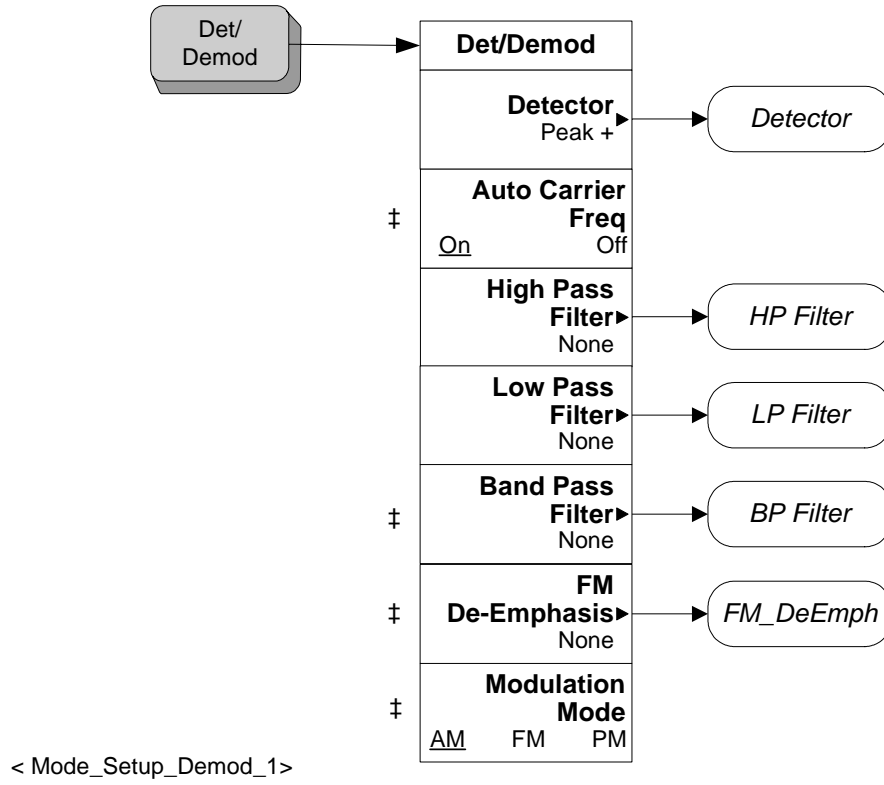 Det/
Demod
Det/Demod
Detector
Peak +
Detector
‡
Auto Carrier
Freq
On Off
High Pass
Filter
None
HP Filter
Low Pass
Filter
None
LP Filter
‡
Band Pass
Filter
None
BP Filter
‡
FM
De-Emphasis
None
FM_DeEmph
‡
Modulation
Mode
AM FM PM
< Mode_Setup_Demod_1>